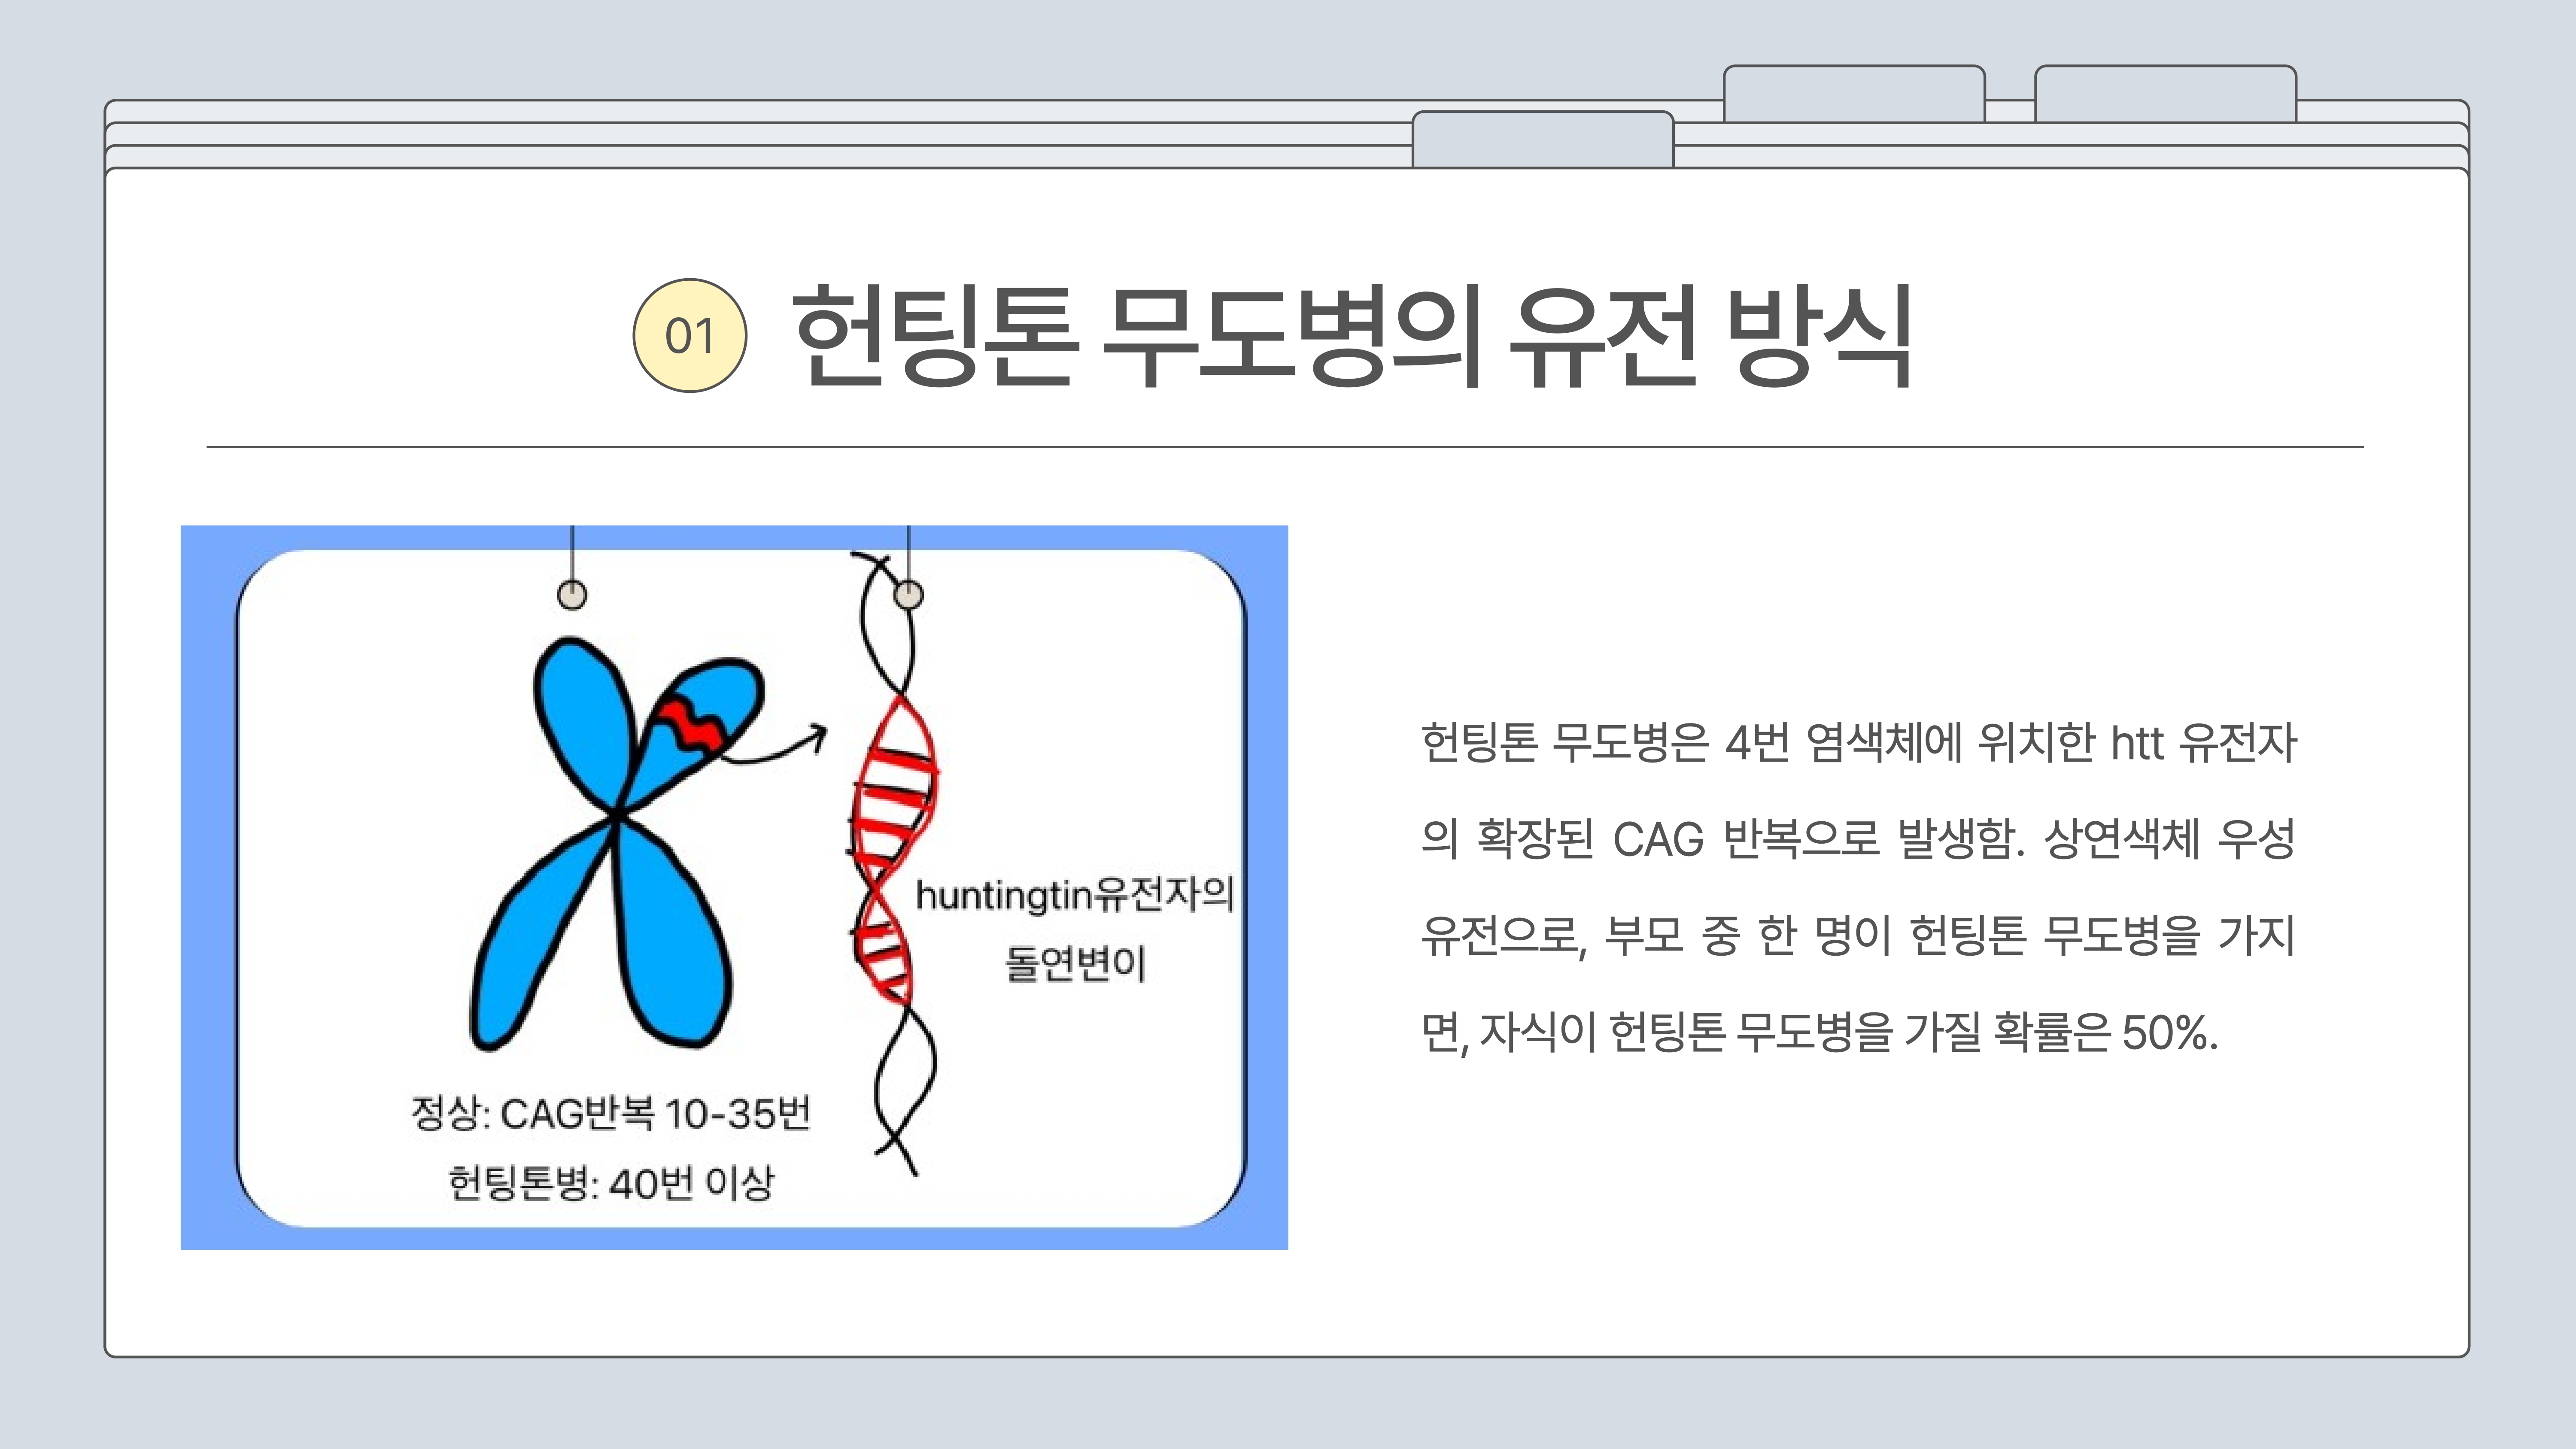 01 헌팅톤 무도병의 유전 방식
huntingtin유전자의
돌연변이
정상: CAG반복 10-35번
헌팅톤병: 40번 이상
헌팅톤 무도병은 4번 염색체에 위치한 htt 유전자
의 확장된 CAG 반복으로 발생함. 상연색체 우성
유전으로, 부모 중 한 명이 헌팅톤 무도병을 가지
면, 자식이 헌팅톤 무도병을 가질 확률은 50%.